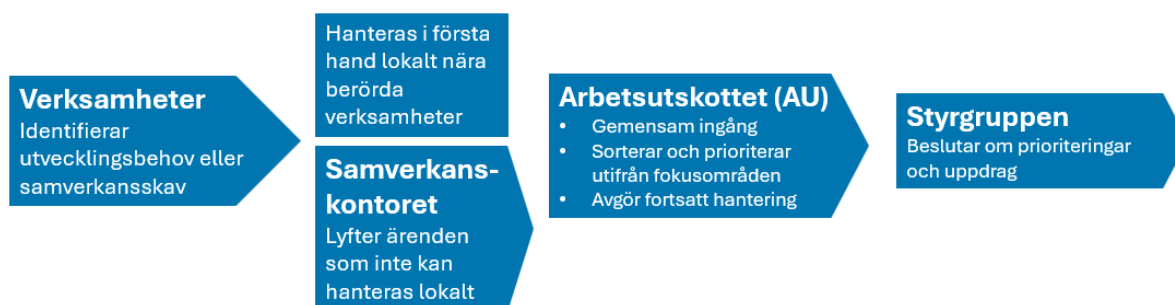 Verksamheter
Identifierar
utvecklingsbehov eller
samverkansskav
Hanteras i första
hand lokalt nära
berörda
verksamheter
Samverkans-
kontoret
Lyfter ärenden
som inte kan
hanteras lokalt
Arbetsutskottet (AU)
• Gemensam ingång
• Sorterar och prioriterar
utifrån fokusområden
• Avgör fortsatt hantering
Styrgruppen
Beslutar om prioriteringar
och uppdrag